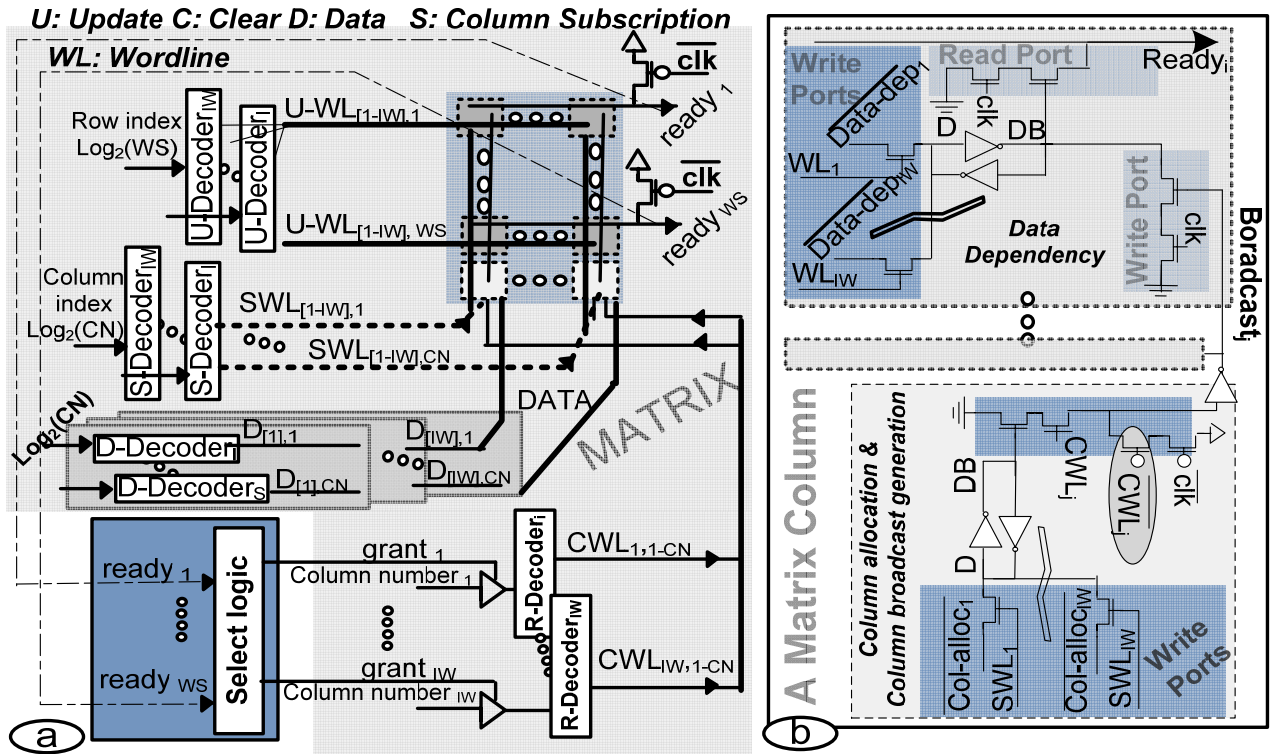 U: Update C: Clear D: Data S: Column Subscription
WL: Wordline
clk
ready 1
Row index
Log2(WS)
U-DecoderIW
U-Decoderi
U-WL[1-IW],1
clk
ready WS
U-WL[1-IW], WS
Column
index
Log2(CN)
S-DecoderIW
S-Decoderi
SWL[1-IW],1
SWL[1-IW],CN
DATA
MATRIX
Log2(CN)
D-Decoderi
D[1],1
D-DecoderS
D[1],CN
D[IW],1
D[IW],CN
ready 1
ready WS
Select logic
grant 1
Column number 1
grant IW
Column number IW
R-Decoderi
R-DecoderIW
CWL1,1-CN
CWLIW,1-CN
a
Write
Ports
Read Port
Readyi
Data-dep1
clk
D
DB
WL1
Data-depIW
WLIW
Data
Dependency
Write Port
clk
Boradcastj
A Matrix Column
Column allocation &
Column broadcast generation
CWLj
CWLj
clk
DB
D
Col-alloc1
SWL1
Col-allocIW
SWLIW
Write
Ports
b